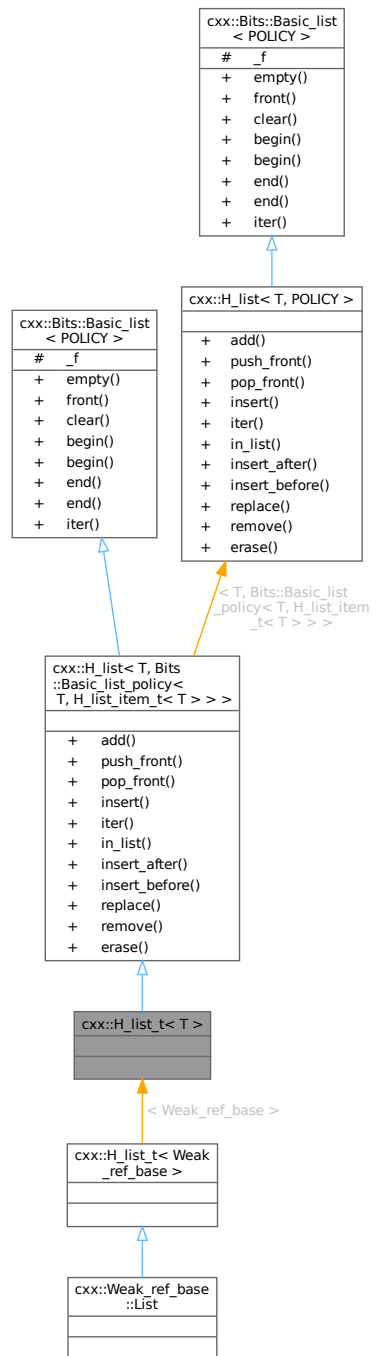 cxx::Bits::Basic_list
< POLICY >
# _f
+ empty()
+ front()
+ clear()
+ begin()
+ begin()
+ end()
+ end()
+ iter()
cxx::H_list< T, POLICY >
+ add()
+ push_front()
+ pop_front()
+ insert()
+ iter()
+ in_list()
+ insert_after()
+ insert_before()
+ replace()
+ remove()
+ erase()
cxx::Bits::Basic_list
< POLICY >
# _f
+ empty()
+ front()
+ clear()
+ begin()
+ begin()
+ end()
+ end()
+ iter()
< T, Bits::Basic_list
_policy< T, H_list_item
_t< T > > >
cxx::H_list< T, Bits
::Basic_list_policy<
T, H_list_item_t< T > > >
+ add()
+ push_front()
+ pop_front()
+ insert()
+ iter()
+ in_list()
+ insert_after()
+ insert_before()
+ replace()
+ remove()
+ erase()
cxx::H_list_t< T >
< Weak_ref_base >
cxx::H_list_t< Weak
_ref_base >
cxx::Weak_ref_base
::List